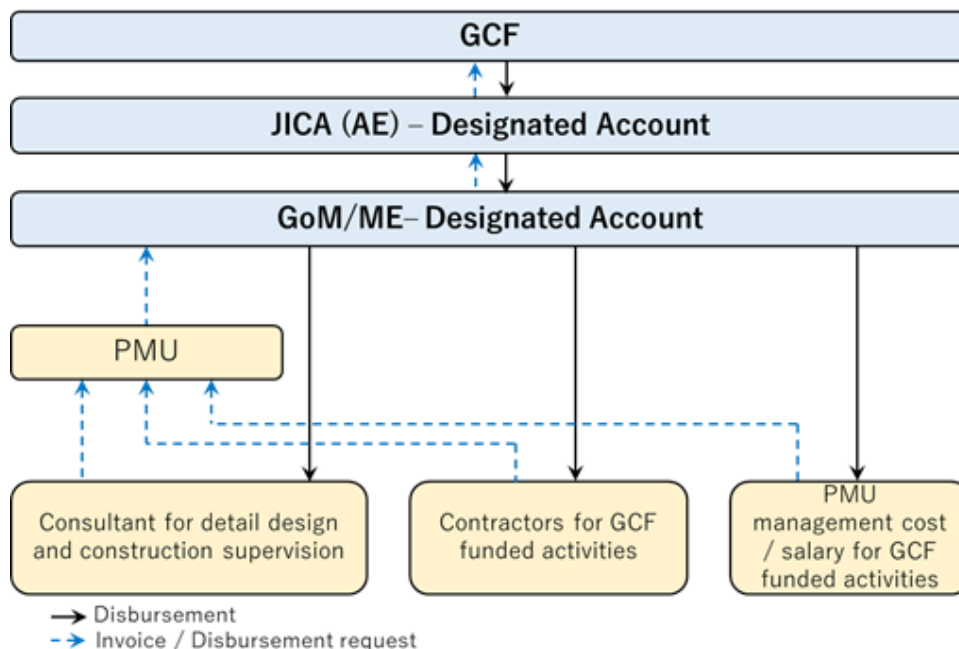 GCF
JICA (AE) – Designated Account
GoM/ME– Designated Account
PMU
Consultant for detail design
and construction supervision
Contractors for GCF
funded activities
PMU
management cost
/ salary for GCF
funded activities
Disbursement
Invoice / Disbursement request